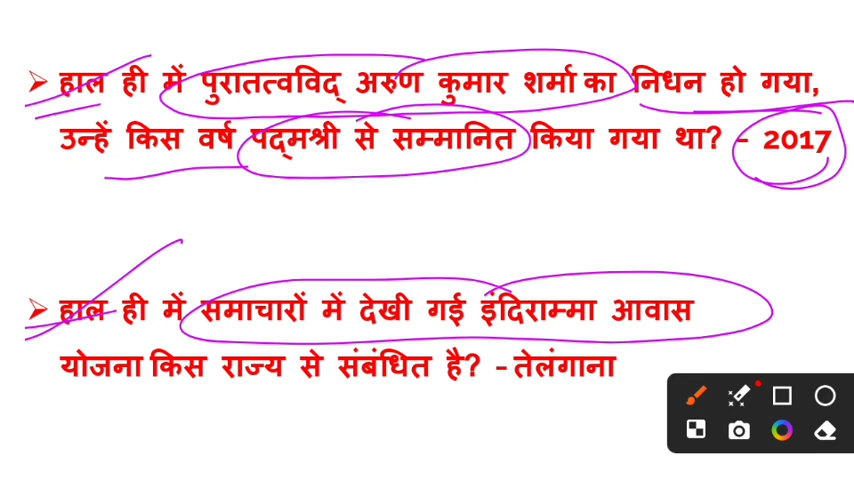 ➢ हाल ही में पुरातत्वविद् अरुण कुमार शर्मा का निधन हो गया,
उन्हें किस वर्ष पद्मश्री से सम्मानित किया गया था? - 2017
➢ हाल ही में समाचारों में देखी गई इंदिराम्मा आवास
योजना किस राज्य से संबंधित है? - तेलंगाना